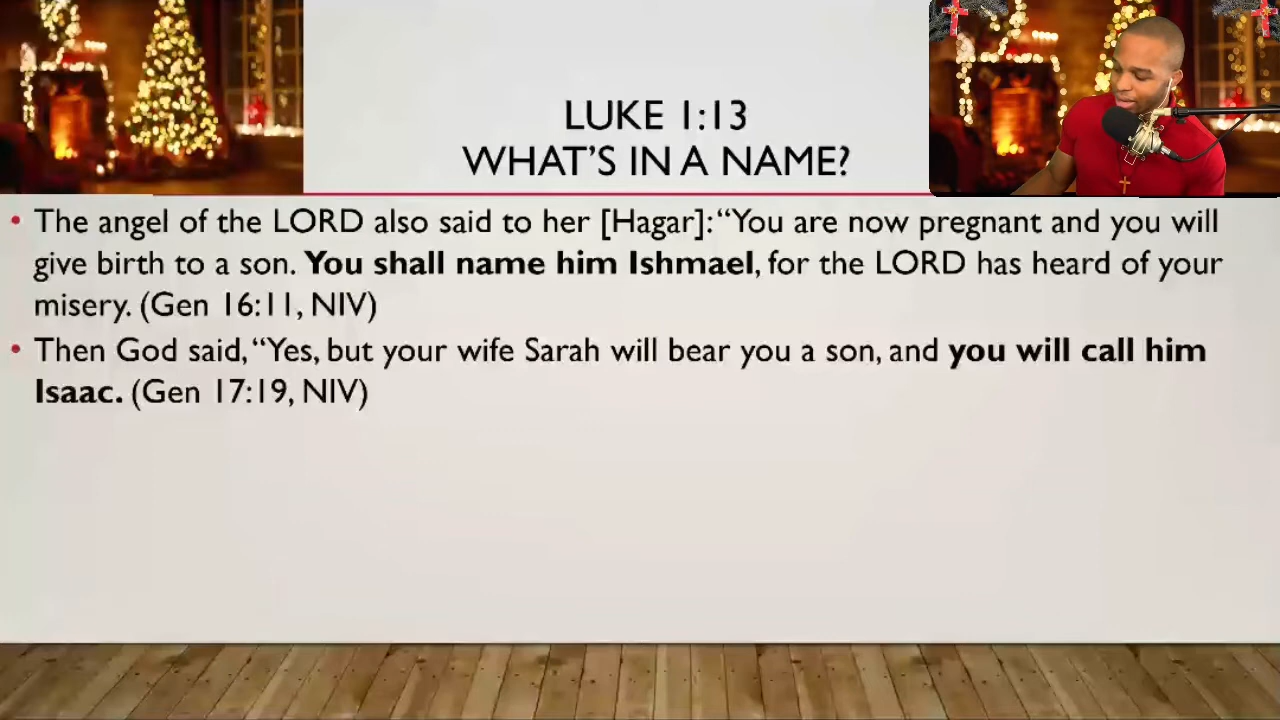 LUKE 1:13
WHAT’S IN A NAME?
• The angel of the LORD also said to her [Hagar]: “You are now pregnant and you will
give birth to a son. You shall name him Ishmael, for the LORD has heard of your
misery. (Gen 16:11, NIV)
• Then God said, “Yes, but your wife Sarah will bear you a son, and you will call him
Isaac. (Gen 17:19, NIV)